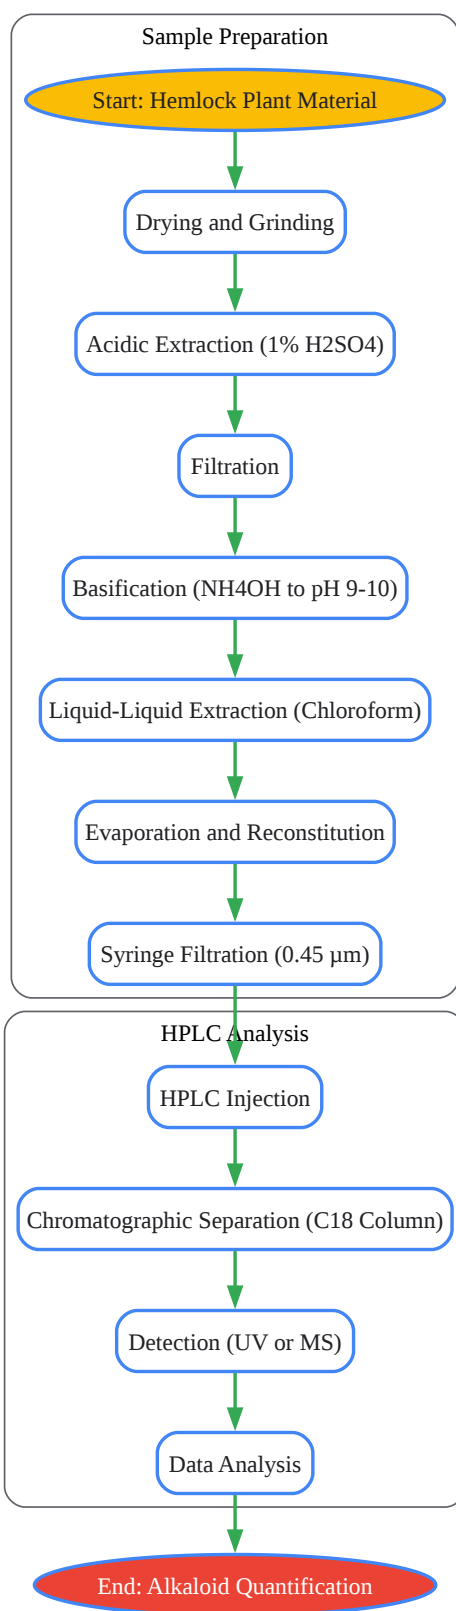 Sample Preparation
Start: Hemlock Plant Material
Drying and Grinding
Acidic Extraction (1% H2SO4)
Filtration
Basification (NH4OH to pH 9-10)
Liquid-Liquid Extraction (Chloroform)
Evaporation and Reconstitution
Syringe Filtration (0.45 µm)
HPLC Analysis
HPLC Injection
Chromatographic Separation (C18 Column)
Detection (UV or MS)
Data Analysis
End: Alkaloid Quantification